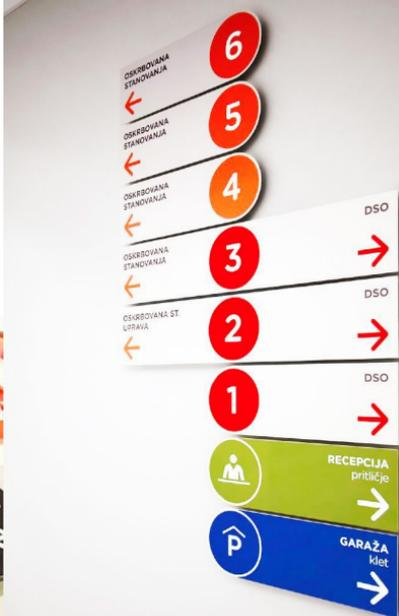 OSKRBOVANA
STANOVANJA
6
OSKRBOVANA
STANOVANJA
5
OSKRBOVANA
STANOVANJA
4
OSKRBOVANA
STANOVANJA
3
DSO
OSKRBOVANA ST.
UPRAVA
2
DSO
1
DSO
RECEPCIJA
pritličje
P
GARAŽA
klet